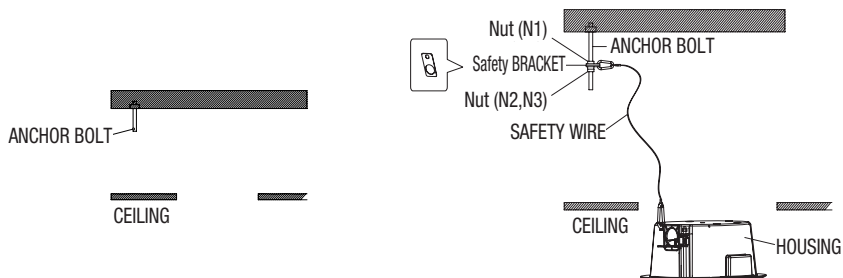 ANCHOR BOLT
CEILING
Nut (N1)
ANCHOR BOLT
Safety BRACKET
Nut (N2,N3)
SAFETY WIRE
CEILING
HOUSING